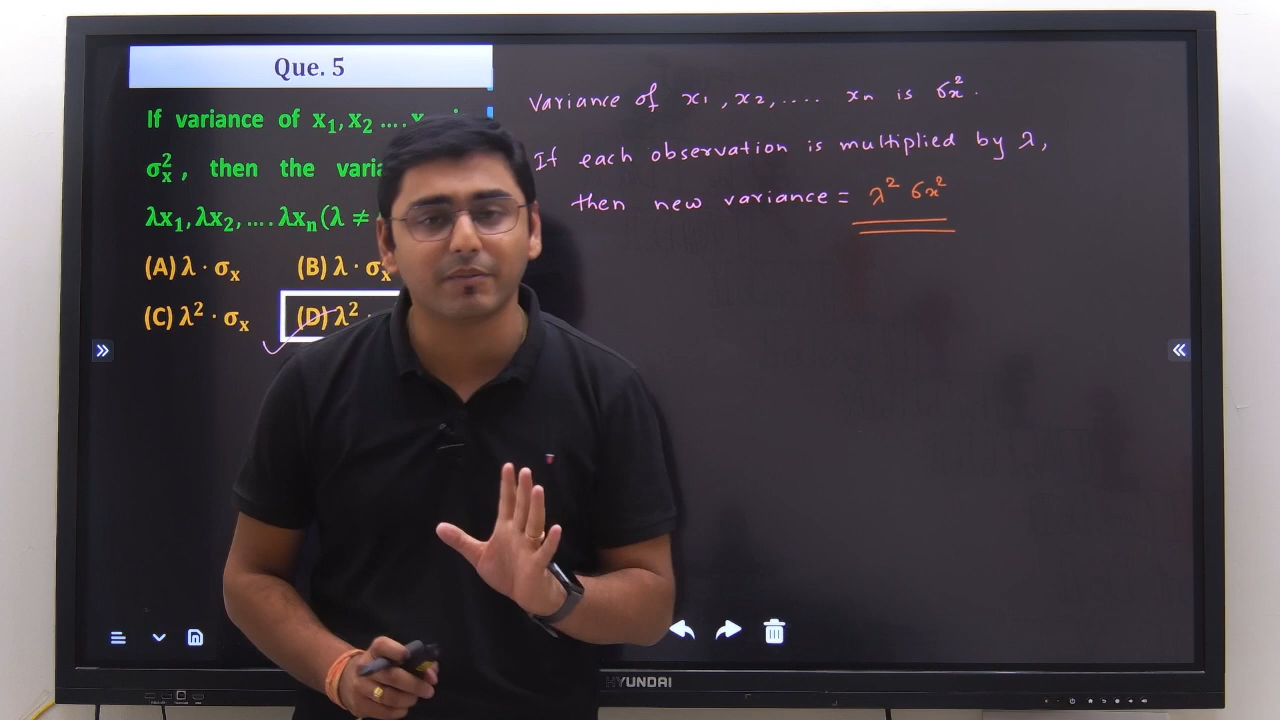 Que. 5
If variance of x₁, x₂ ....
σₓ², then the varia
λx₁, λx₂, .... λxₙ (λ ≠
(A) λ · σₓ
(B) λ · σₓ
(C) λ² · σₓ
(D) λ² ·
Variance of x₁, x₂, .... xₙ is σₓ².
If each observation is multiplied by λ,
then new variance = λ² σₓ²
HYUNDAI